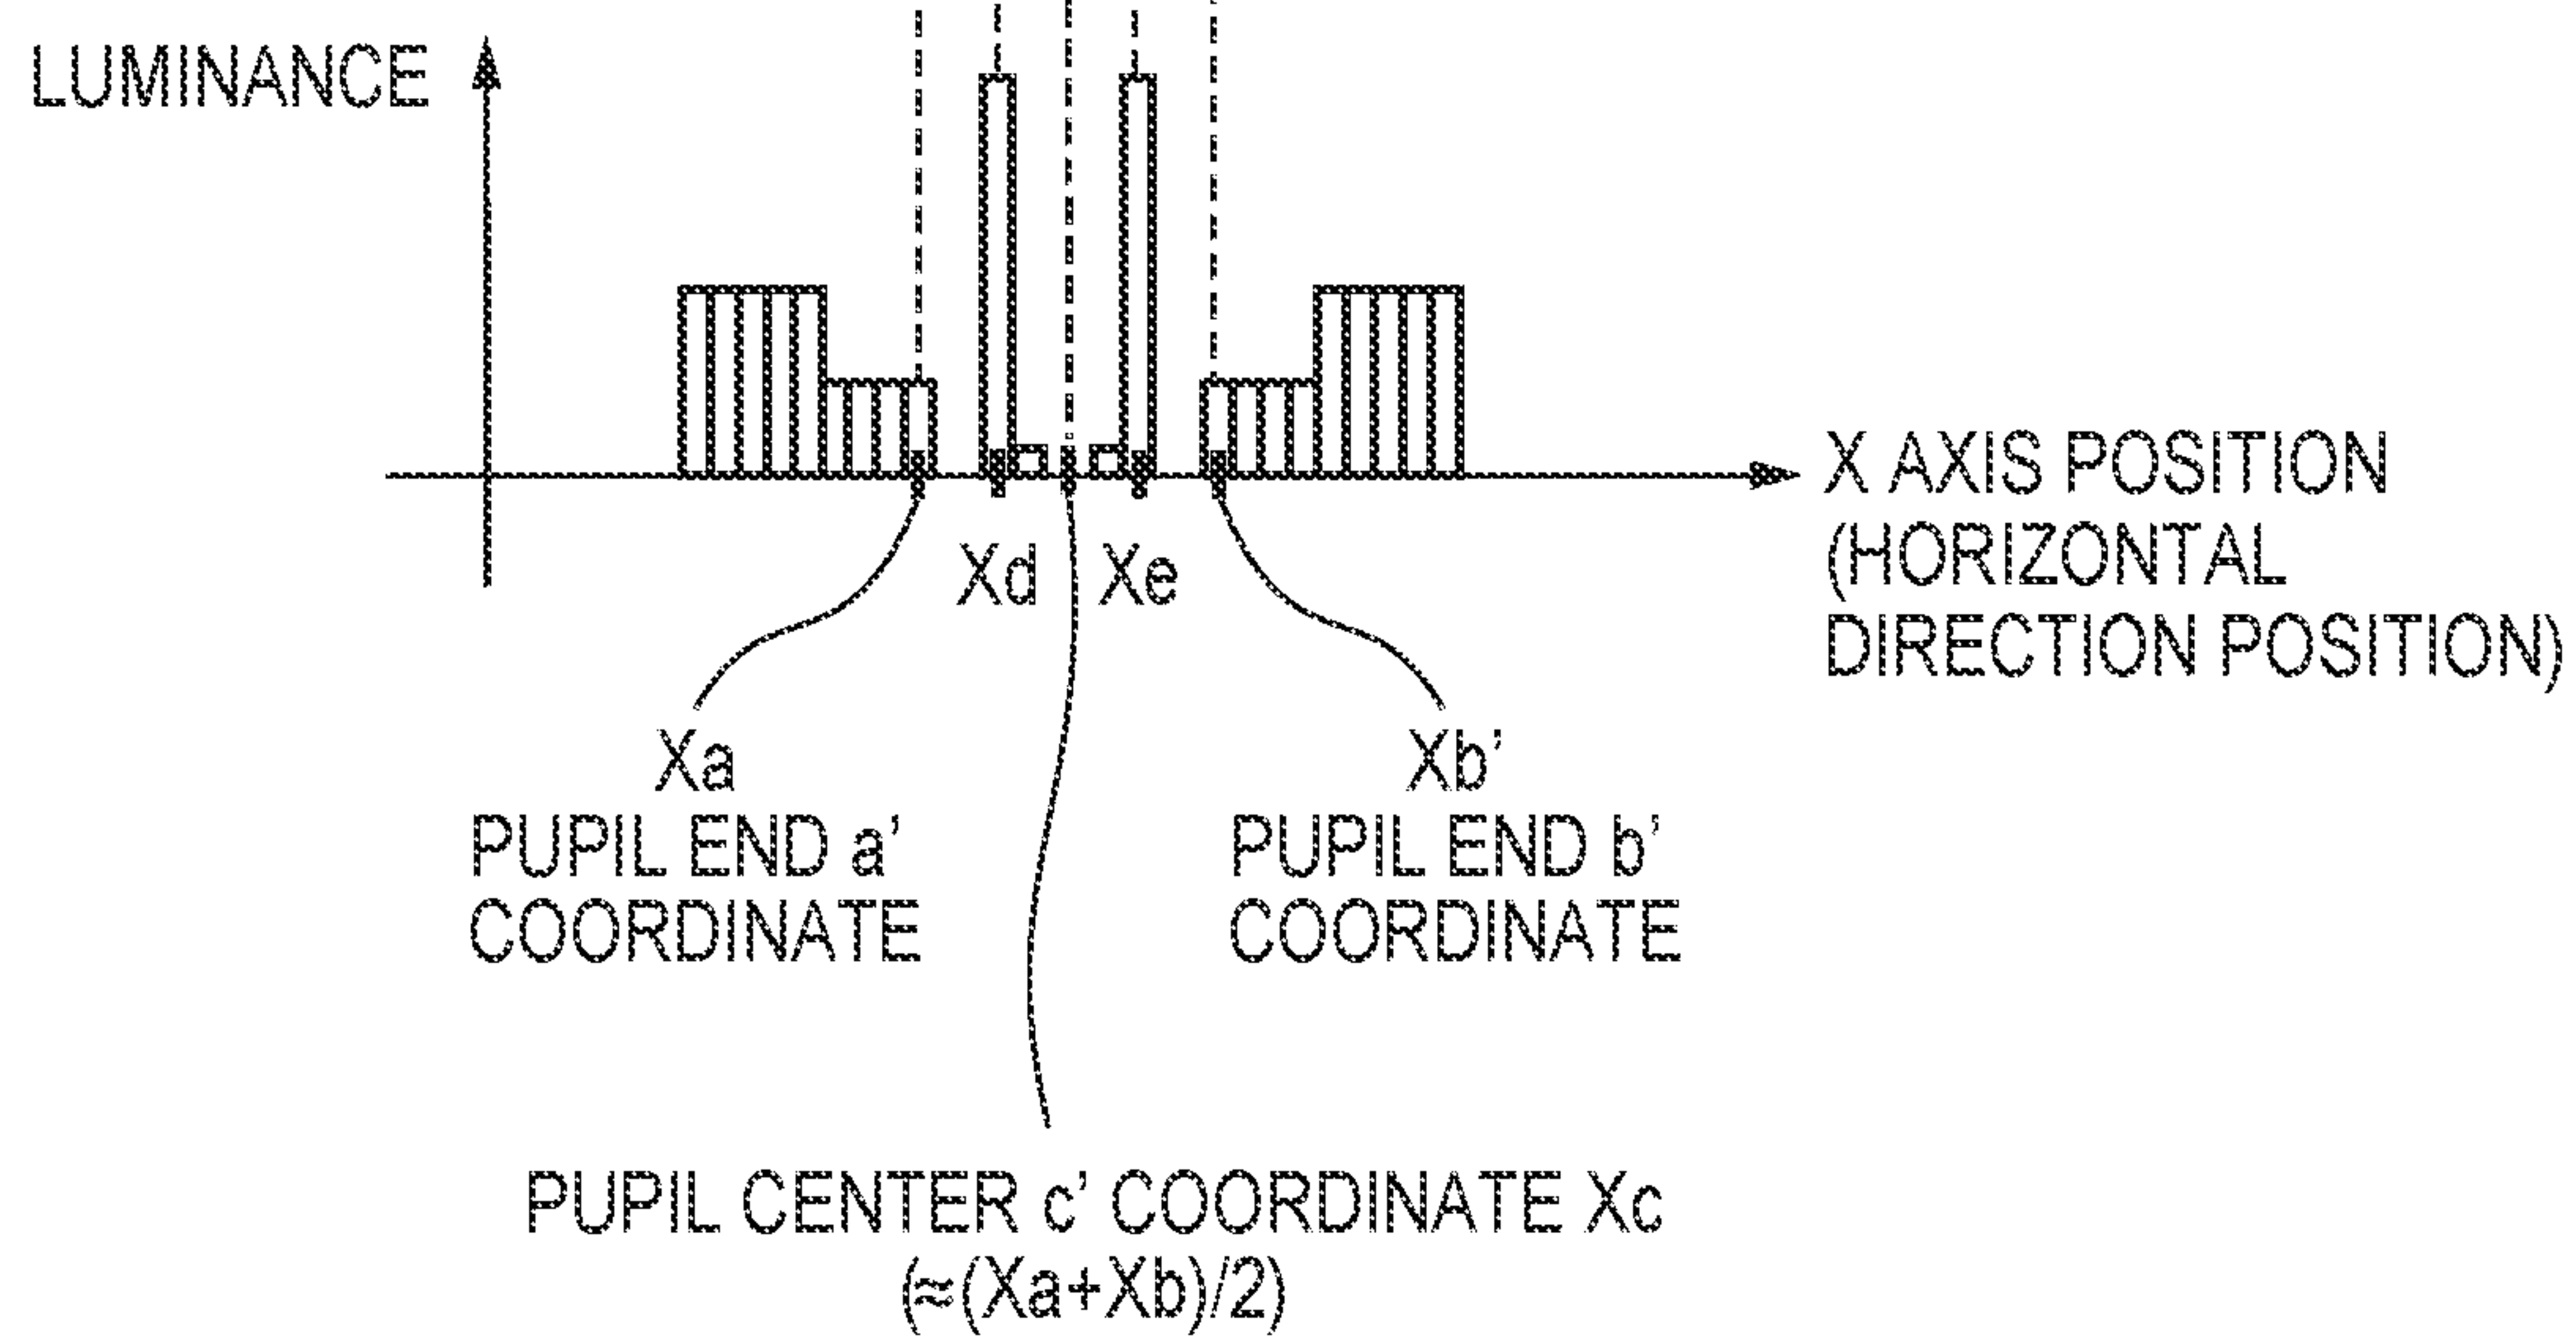 LUMINANCE
X AXIS POSITION
(HORIZONTAL
DIRECTION POSITION)
Xd
Xe
Xa
PUPIL END a’
COORDINATE
Xb’
PUPIL END b’
COORDINATE
PUPIL CENTER c’ COORDINATE Xc
(≈(Xa+Xb)/2)